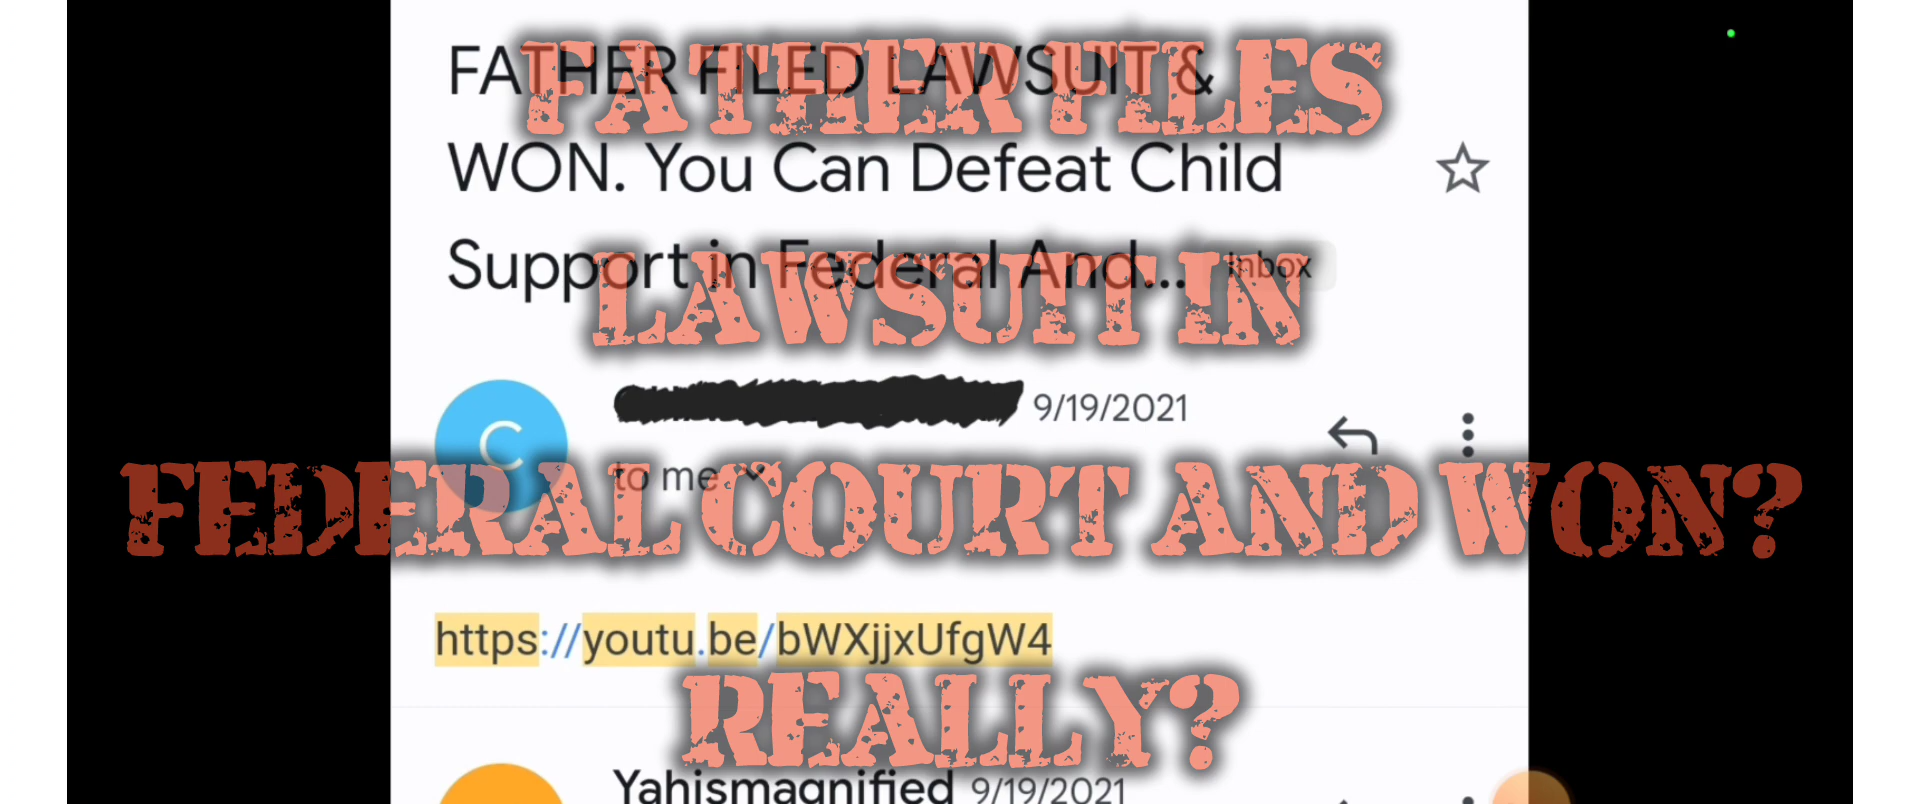 FATHER FILED LAWSUIT &
FATHER FILES
WON. You Can Defeat Child
Support in Federal And... Inbox
LAWSUIT IN
9/19/2021
C
to me
FEDERAL COURT AND WON?
https://youtu.be/bWXjjxUfgW4
REALLY?
Yahismagnified 9/19/2021